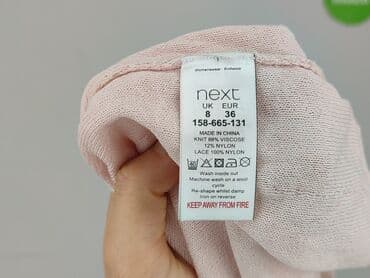 next
UK EUR
8 36
158-665-131
MADE IN CHINA
KNIT 88% VISCOSE
12% NYLON
LACE 100% NYLON
Wash inside out
Machine wash on a wool
cycle
Re-shape whilst damp
Iron on reverse
KEEP AWAY FROM FIRE